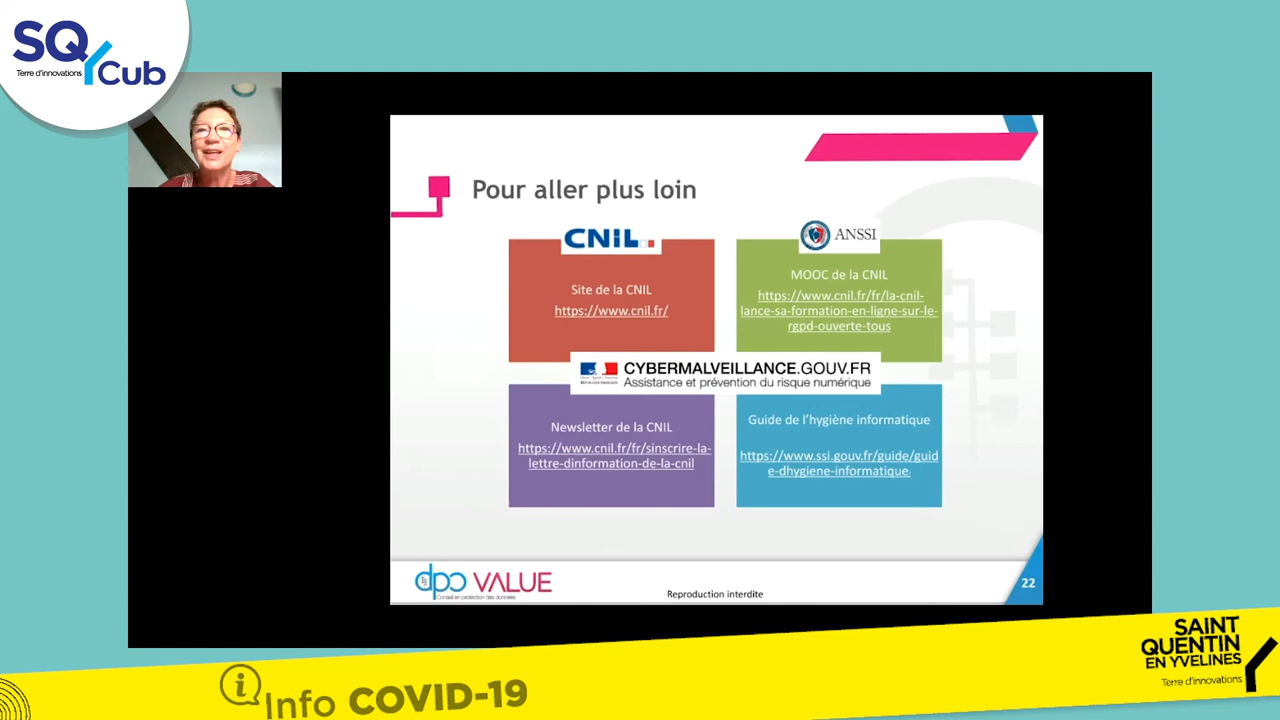 SQY Cub
Terre d'innovations
Pour aller plus loin
CNIL.
Site de la CNIL
https://www.cnil.fr/
ANSSI
MOOC de la CNIL
https://www.cnil.fr/fr/la-cnil-
lance-sa-formation-en-ligne-sur-le-
rgpd-ouverte-tous
CYBERMALVEILLANCE.GOUV.FR
Assistance et prévention du risque numérique
Newsletter de la CNIL
https://www.cnil.fr/fr/sinscrire-la-
lettre-dinformation-de-la-cnil
Guide de l'hygiène informatique
https://www.ssi.gouv.fr/guide/guid
e-dhygiene-informatique
dpo VALUE
Conseil en protection des données
Reproduction interdite
22
i Info COVID-19
SAINT
QUENTIN
EN YVELINES
Terre d'innovations